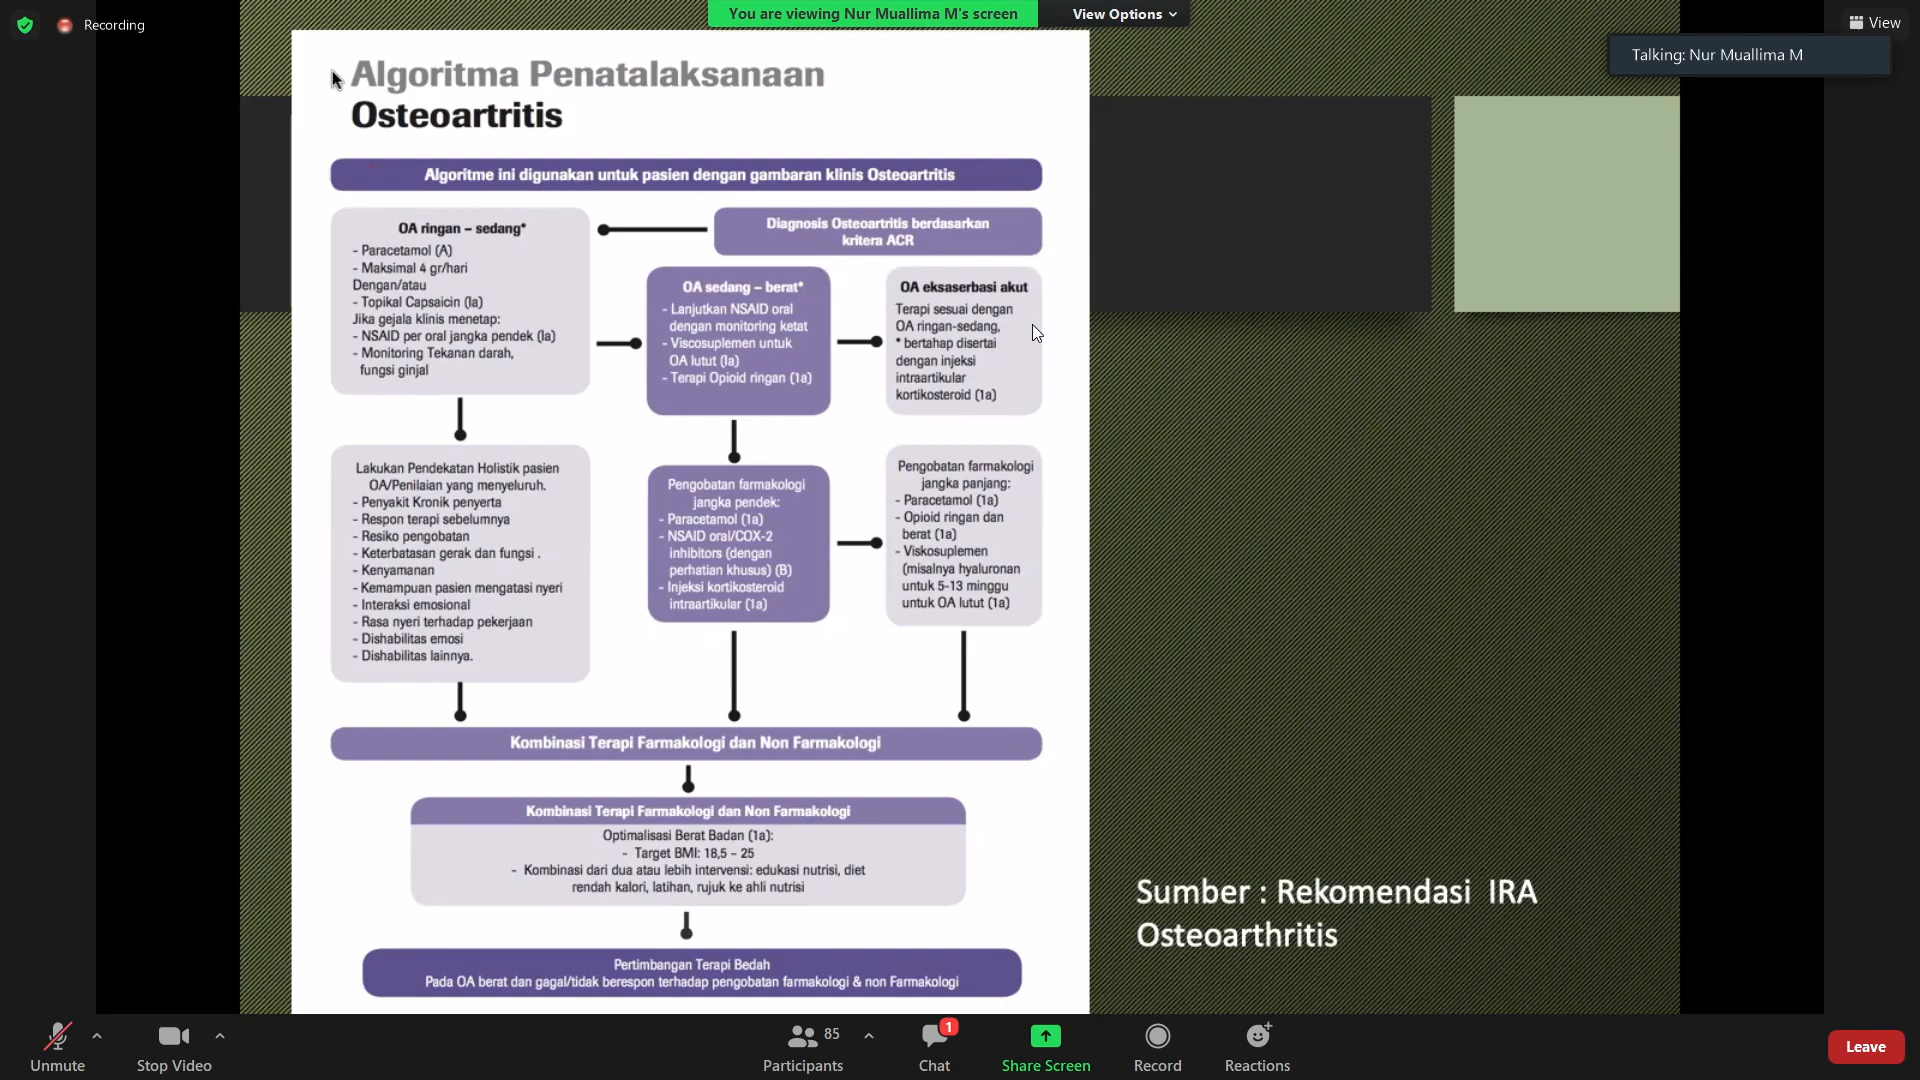 Recording
You are viewing Nur Muallima M's screen
View Options
View
Talking: Nur Muallima M
Algoritma Penatalaksanaan
Osteoartritis
Algoritme ini digunakan untuk pasien dengan gambaran klinis Osteoartritis
Diagnosis Osteoartritis berdasarkan
kritera ACR
OA ringan – sedang*
- Paracetamol (A)
- Maksimal 4 gr/hari
Dengan/atau
- Topikal Capsaicin (Ia)
Jika gejala klinis menetap:
- NSAID per oral jangka pendek (Ia)
- Monitoring Tekanan darah,
fungsi ginjal
OA sedang – berat*
- Lanjutkan NSAID oral
dengan monitoring ketat
- Viscosuplemen untuk
OA lutut (Ia)
- Terapi Opioid ringan (1a)
OA eksaserbasi akut
Terapi sesuai dengan
OA ringan-sedang,
* bertahap disertai
dengan injeksi
intraartikular
kortikosteroid (1a)
Lakukan Pendekatan Holistik pasien
OA/Penilaian yang menyeluruh.
- Penyakit Kronik penyerta
- Respon terapi sebelumnya
- Resiko pengobatan
- Keterbatasan gerak dan fungsi .
- Kenyamanan
- Kemampuan pasien mengatasi nyeri
- Interaksi emosional
- Rasa nyeri terhadap pekerjaan
- Dishabilitas emosi
- Dishabilitas lainnya.
Pengobatan farmakologi
jangka pendek:
- Paracetamol (1a)
- NSAID oral/COX-2
inhibitors (dengan
perhatian khusus) (B)
- Injeksi kortikosteroid
intraartikular (1a)
Pengobatan farmakologi
jangka panjang:
- Paracetamol (1a)
- Opioid ringan dan
berat (1a)
- Viskosuplemen
(misalnya hyaluronan
untuk 5-13 minggu
untuk OA lutut (1a)
Kombinasi Terapi Farmakologi dan Non Farmakologi
Kombinasi Terapi Farmakologi dan Non Farmakologi
Optimalisasi Berat Badan (1a):
- Target BMI: 18,5 – 25
- Kombinasi dari dua atau lebih intervensi: edukasi nutrisi, diet
rendah kalori, latihan, rujuk ke ahli nutrisi
Pertimbangan Terapi Bedah
Pada OA berat dan gagal/tidak berespon terhadap pengobatan farmakologi & non Farmakologi
Sumber : Rekomendasi IRA
Osteoarthritis
Unmute
Stop Video
85
Participants
1
Chat
Share Screen
Record
Reactions
Leave